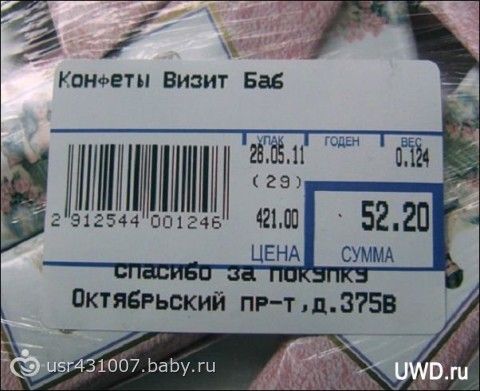 Конфеты Визит Баб
УПАК ГОДЕН ВЕС
26.05.11 0.124
(29)
2 912544 001246 421.00 52.20
ЦЕНА СУММА
СПАСИБО ЗА ПОКУПКУ
Октябрьский пр-т,д.375В
usr431007.baby.ru UWD.ru